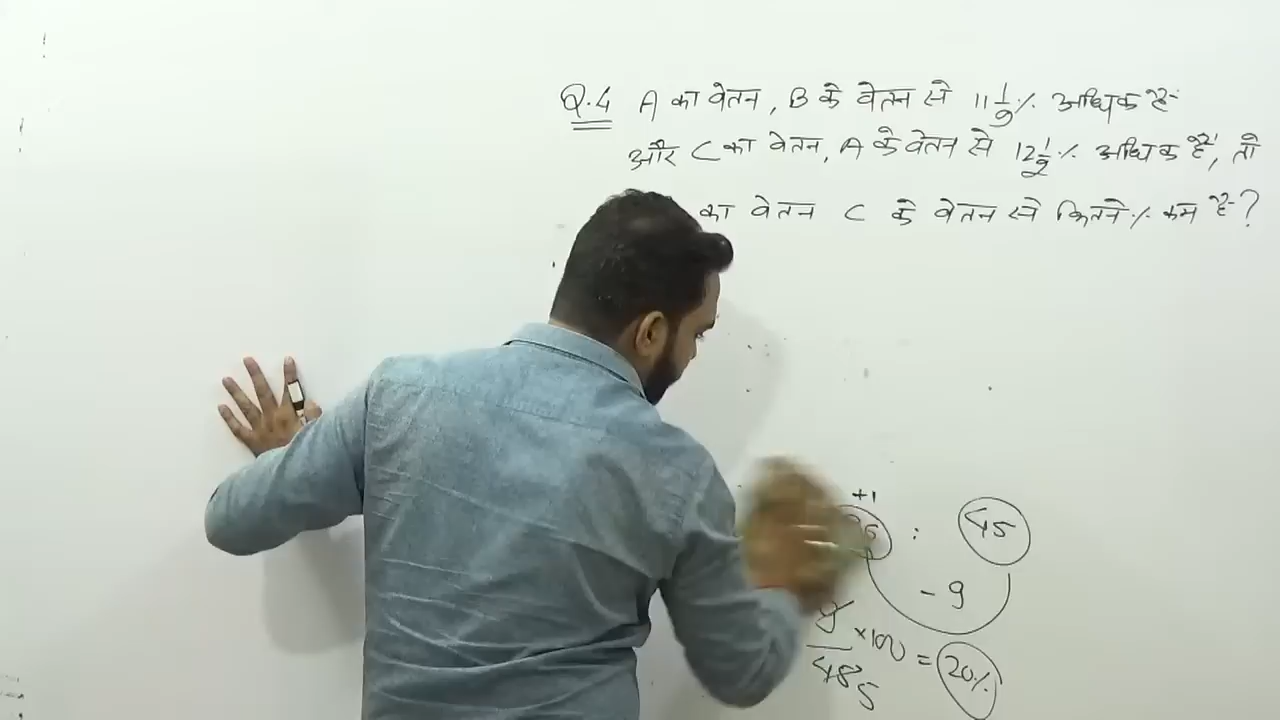 Q.4 A का वेतन, B के वेतन से 11 1/9 % अधिक है
और C का वेतन, A के वेतन से 12 1/2 % अधिक है, तो
का वेतन C के वेतन से कितने % कम है?
+1
: 45
- 9
9/45 ×100 = 20%
5